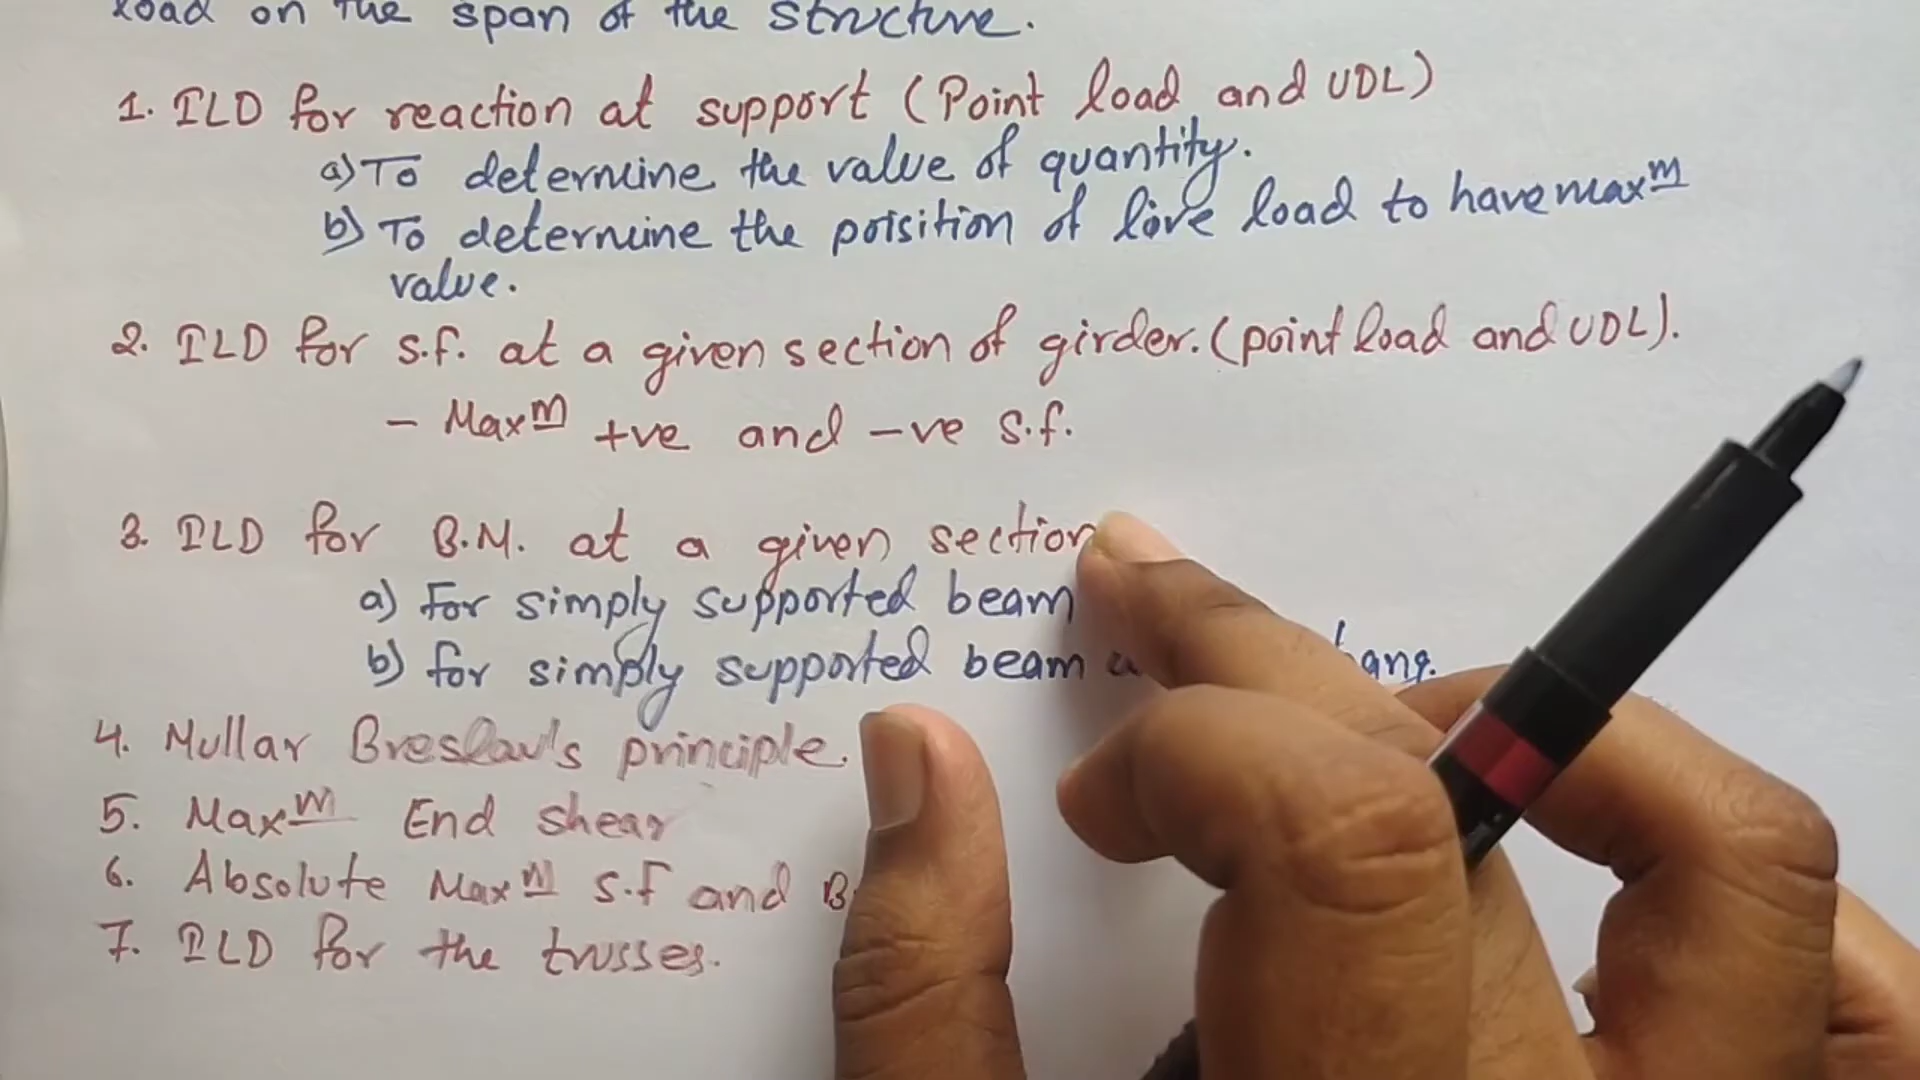 load on the span of the structure.
1. ILD for reaction at support (Point load and UDL)
a) To determine the value of quantity.
b) To determine the poisition of live load to have maxm
value.
2. ILD for s.f. at a given section of girder. (point load and UDL).
- Maxm +ve and -ve s.f.
3. ILD for B.M. at a given section
a) for simply supported beam
b) for simply supported beam hang.
4. Mullar Breslau's principle.
5. Maxm End shear
6. Absolute Maxm S.F and B
7. ILD for the trusses.